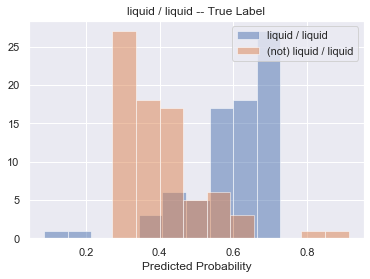 liquid / liquid -- True Label
liquid / liquid
(not) liquid / liquid
25
20
15
10
5
0
0.2 0.4 0.6 0.8
Predicted Probability